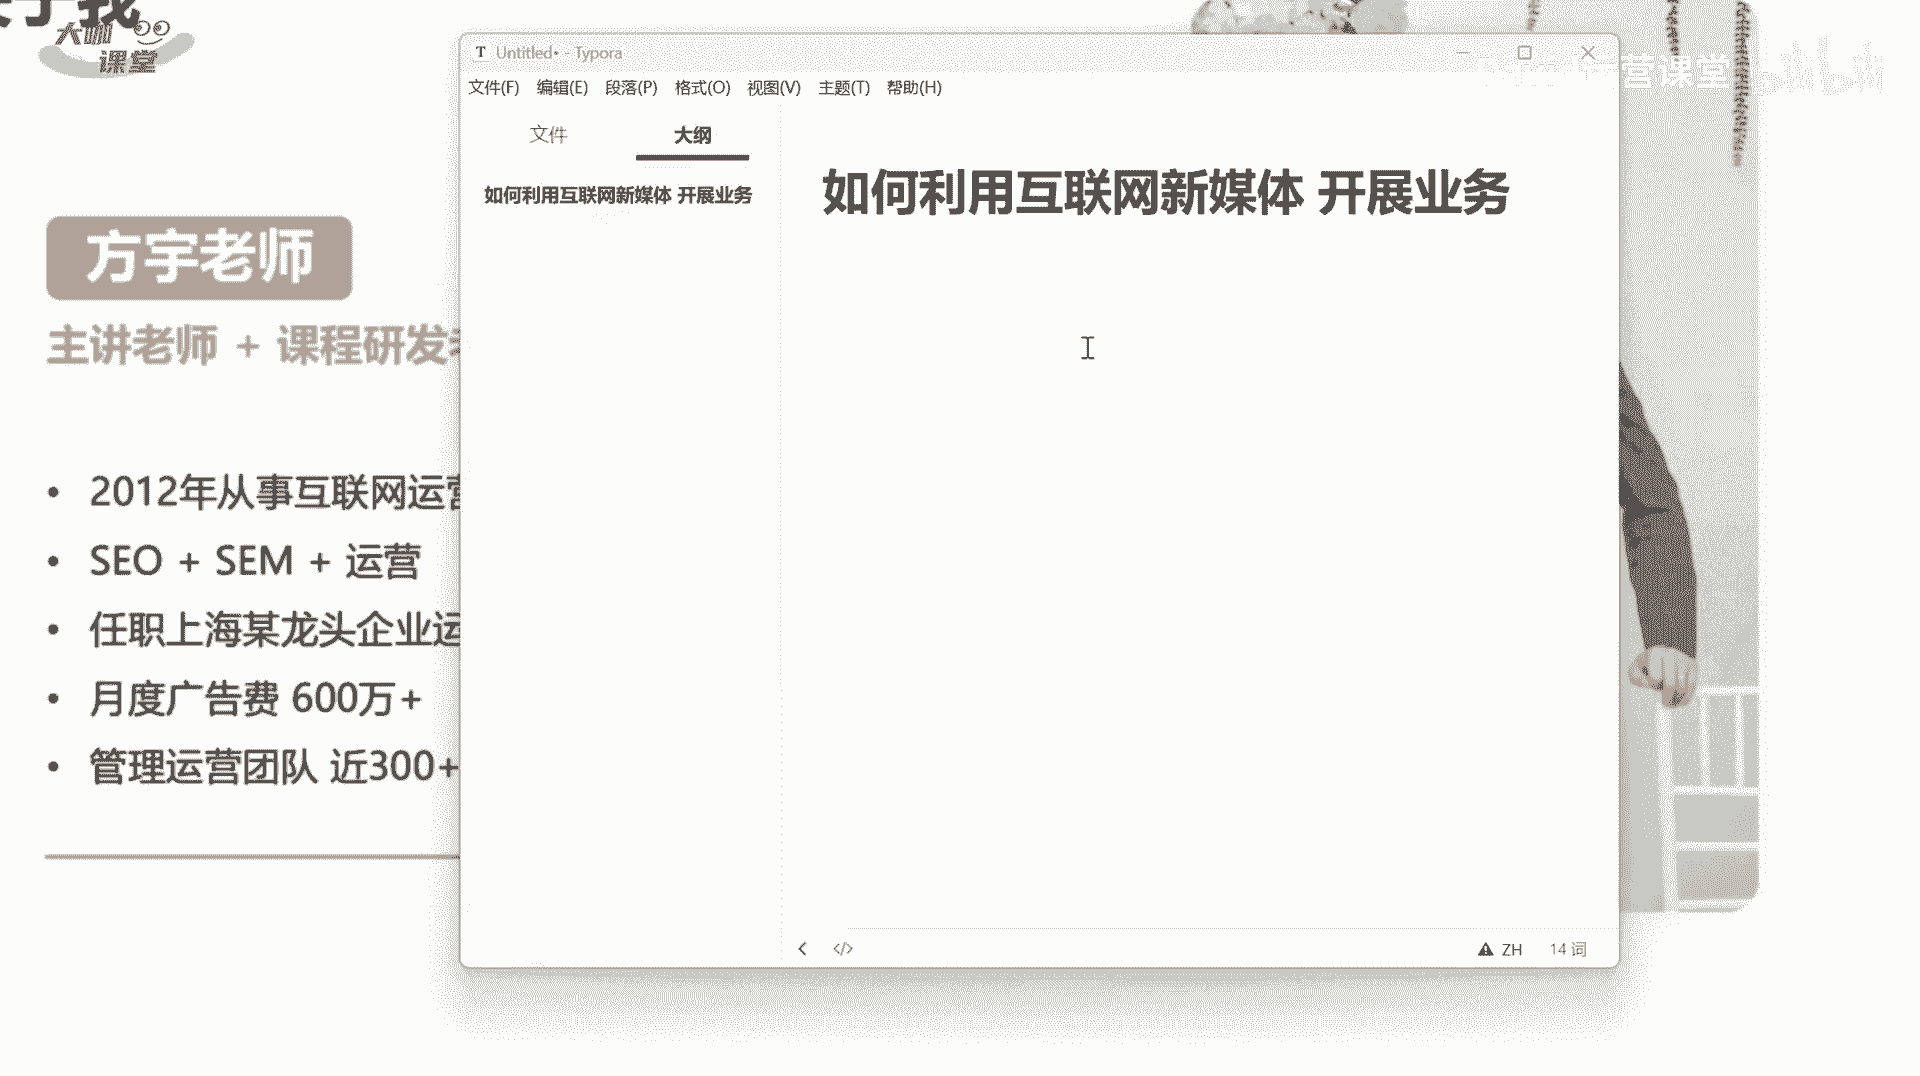 大咖
课堂
方宇老师
主讲老师 + 课程研发
2012年从事互联网运营
SEO + SEM + 运营
任职上海某龙头企业运
月度广告费 600万+
管理运营团队 近300+
T Untitled• - Typora
文件(F) 编辑(E) 段落(P) 格式(O) 视图(V) 主题(T) 帮助(H)
文件 大纲
如何利用互联网新媒体 开展业务
如何利用互联网新媒体 开展业务
</> ZH 14 词
营课堂 bilibili